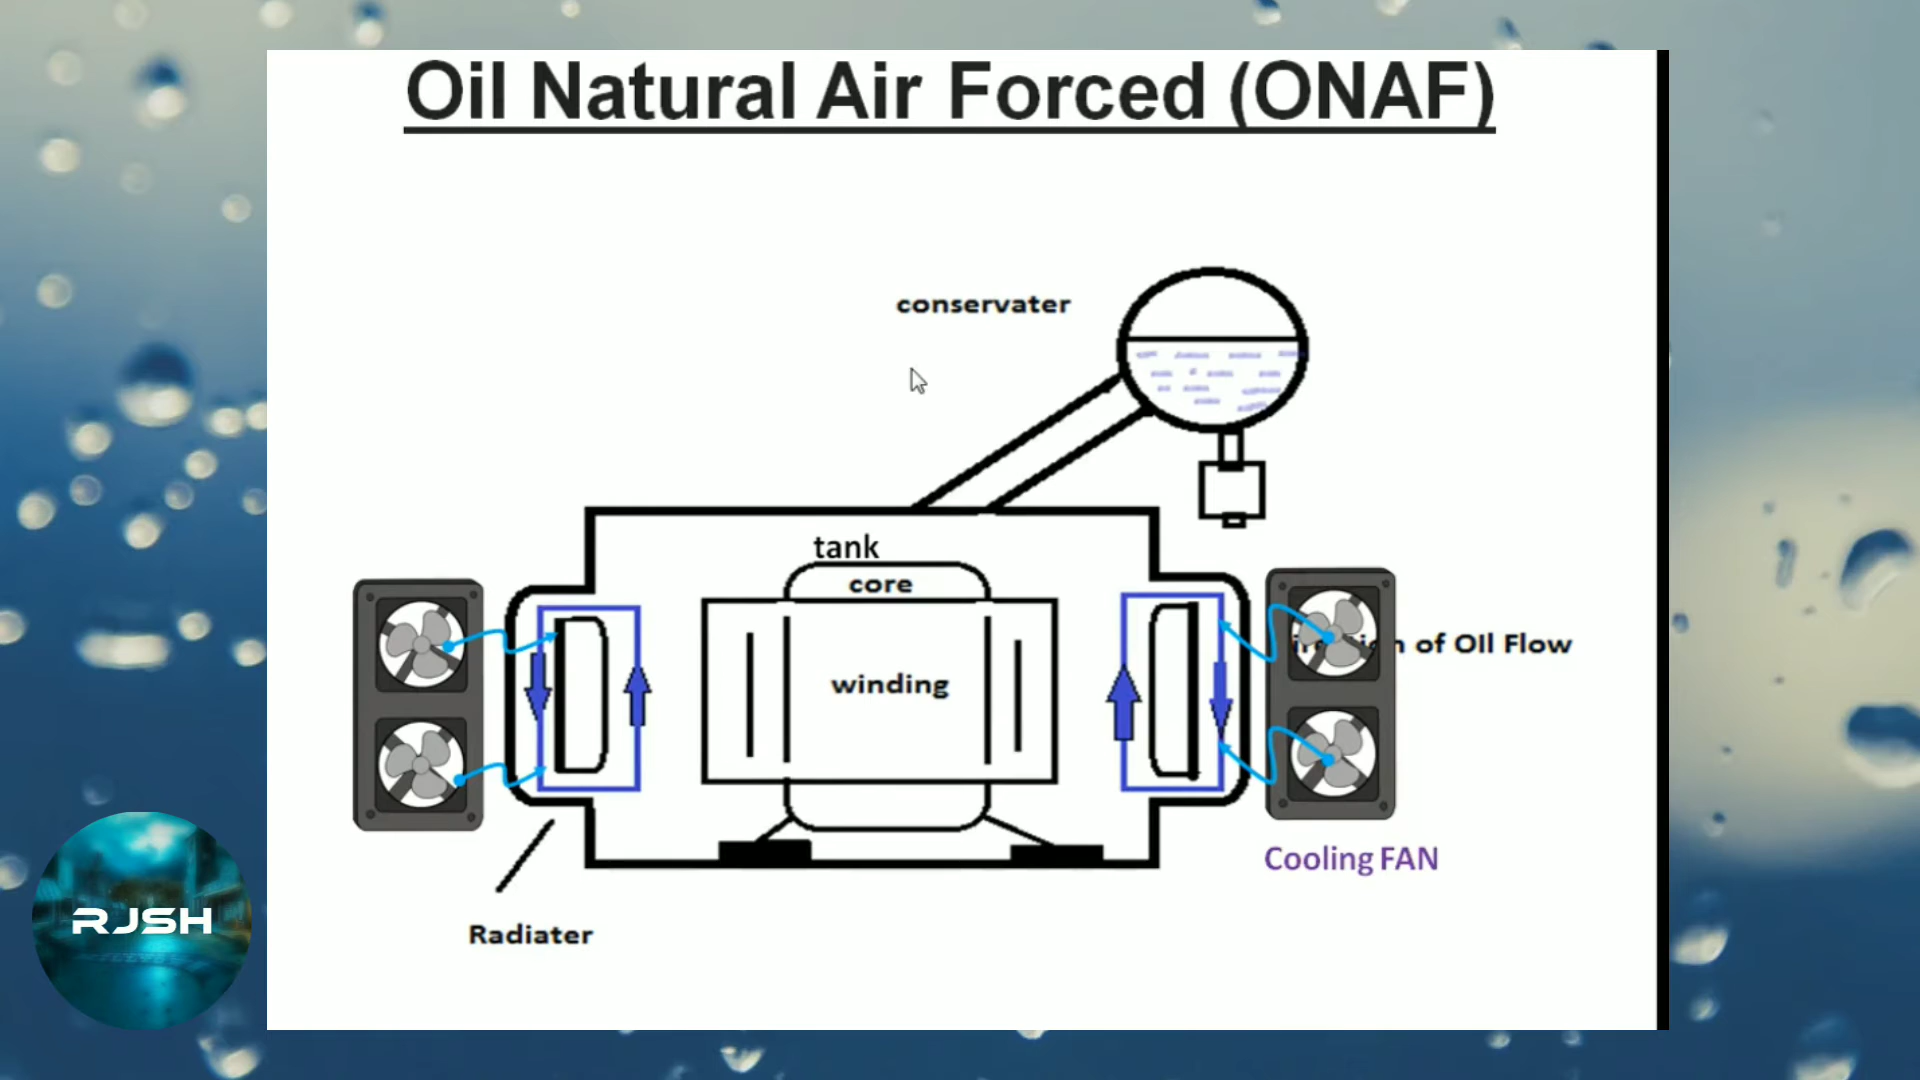 Oil Natural Air Forced (ONAF)
conservater
tank
core
winding
of OIl Flow
Cooling FAN
RJSH
Radiater